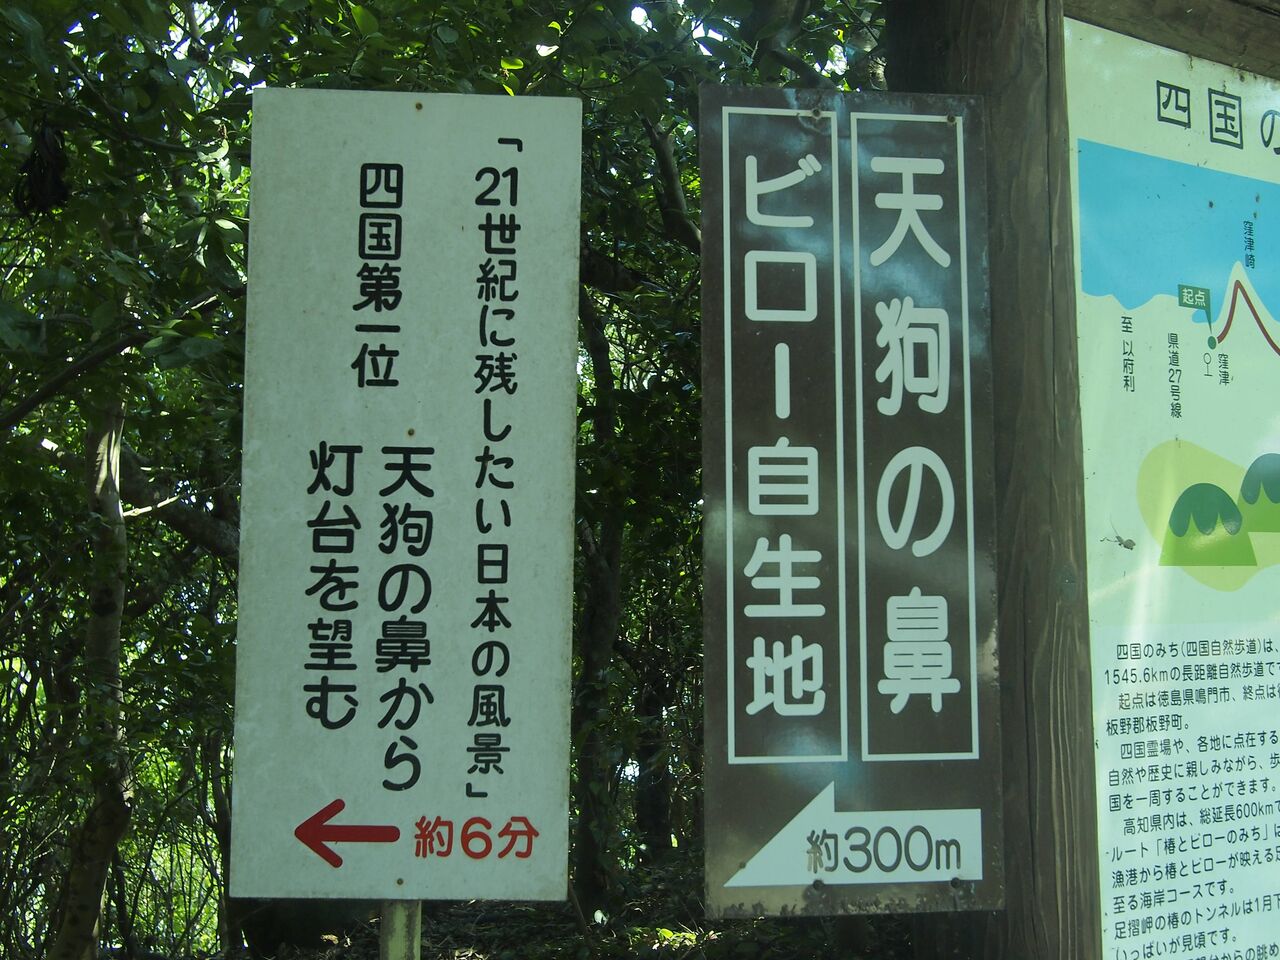 「21世紀に残したい日本の風景」
四国第一位
天狗の鼻から
灯台を望む
約6分
天狗の鼻
ビロー自生地
約300m
四国の
窪津崎
起点
窪津
至以府利
県道27号線
四国のみち(四国自然歩道)は、
1545.6kmの長距離自然歩道です
起点は徳島県鳴門市、終点は
板野郡板野町。
四国霊場や、各地に点在する
自然や歴史に親しみながら、歩
国を一周することができます。
高知県内は、総延長600kmで
ルート「椿とビローのみち」は
漁港から椿とビローが映える足
至る海岸コースです。
足摺岬の椿のトンネルは1月下
いっぱいが見頃です。
からの眺め